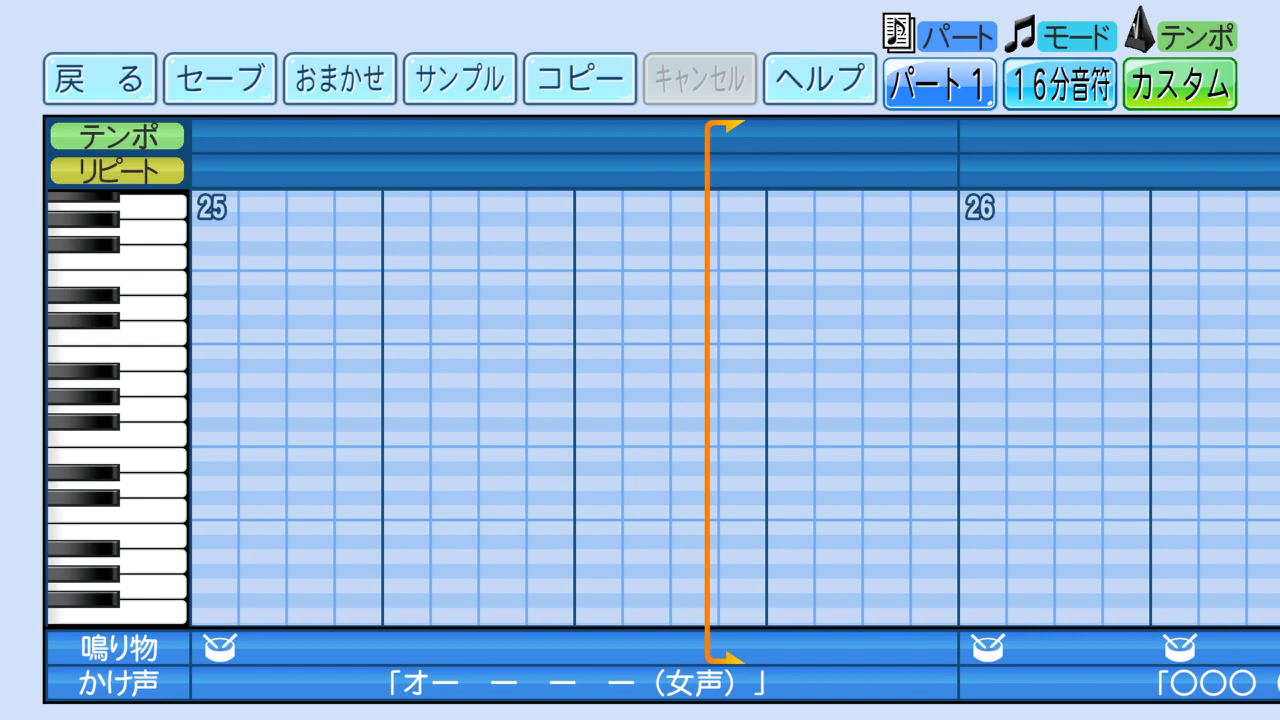 パート モード テンポ
戻る セーブ おまかせ サンプル コピー キャンセル ヘルプ パート1 16分音符 カスタム
テンポ
リピート
25 26
鳴り物
かけ声 「オー ー ー ー（女声）」 「〇〇〇